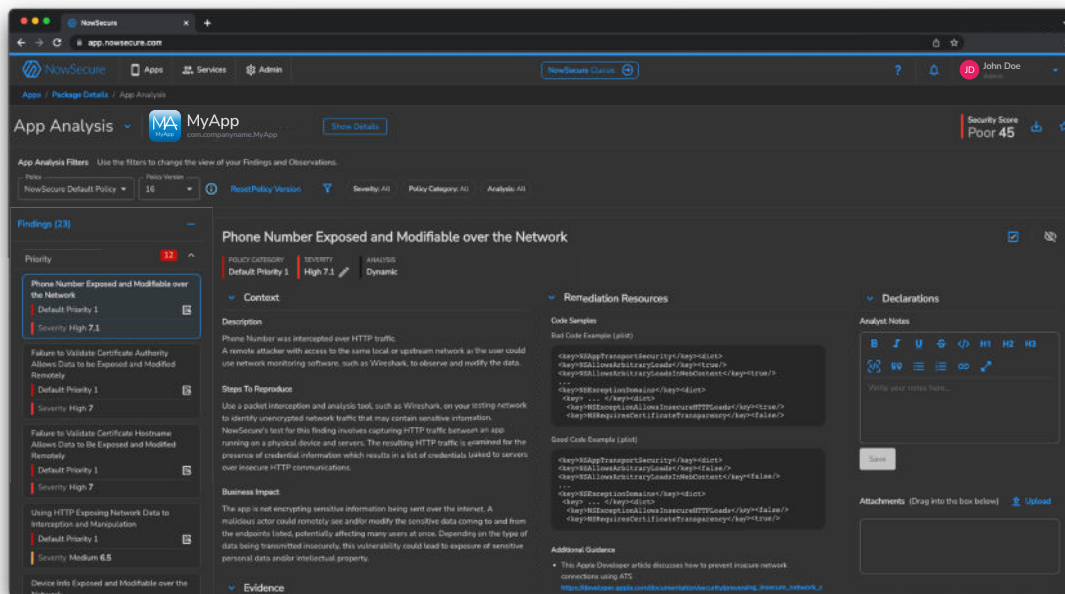 NowSecure
app.nowsecure.com
NowSecure
Apps
Services
Admin
NowSecure Classic
?
JD
John Doe
Admin
Apps / Package Details / App Analysis
App Analysis
MA
MyApp
MyApp
com.companyname.MyApp
Show Details
Security Score
Poor 45
App Analysis Filters Use the filters to change the view of your Findings and Observations.
Policy
NowSecure Default Policy
Policy Version
16
Reset Policy Version
Severity: All
Policy Category: All
Analysis: All
Findings (23)
Priority
12
Phone Number Exposed and Modifiable over
the Network
Default Priority 1
Severity High 7.1
Failure to Validate Certificate Authority
Allows Data to be Exposed and Modified
Remotely
Default Priority 1
Severity High 7
Failure to Validate Certificate Hostname
Allows Data to Be Exposed and Modified
Remotely
Default Priority 1
Severity High 7
Using HTTP Exposing Network Data to
Interception and Manipulation
Default Priority 1
Severity Medium 6.5
Device Info Exposed and Modifiable over the
Network
Phone Number Exposed and Modifiable over the Network
POLICY CATEGORY
Default Priority 1
SEVERITY
High 7.1
ANALYSIS
Dynamic
Context
Description
Phone Number was intercepted over HTTP traffic.
A remote attacker with access to the same local or upstream network as the user could
use network monitoring software, such as Wireshark, to observe and modify the data.
Steps To Reproduce
Use a packet interception and analysis tool, such as Wireshark, on your testing network
to identify unencrypted network traffic that may contain sensitive information.
NowSecure's test for this finding involves capturing HTTP traffic between an app
running on a physical device and servers. The resulting HTTP traffic is examined for the
presence of credential information which results in a list of credentials leaked to servers
over insecure HTTP communications.
Business Impact
The app is not encrypting sensitive information being sent over the internet. A
malicious actor could remotely see and/or modify the sensitive data coming to and from
the endpoints listed, potentially affecting many users at once. Depending on the type of
data being transmitted insecurely, this vulnerability could lead to exposure of sensitive
personal data and/or intellectual property.
Evidence
Remediation Resources
Code Samples
Bad Code Example (.plist)
<key>NSAppTransportSecurity</key><dict>
<key>NSAllowsArbitraryLoads</key><true/>
<key>NSAllowsArbitraryLoadsInWebContent</key><true/>
...
<key>NSExceptionDomains</key><dict>
<key> ... </key><dict>
<key>NSExceptionAllowsInsecureHTTPLoads</key><true/>
<key>NSRequiresCertificateTransparency</key><false/>
Good Code Example (.plist)
<key>NSAppTransportSecurity</key><dict>
<key>NSAllowsArbitraryLoads</key><false/>
<key>NSAllowsArbitraryLoadsInWebContent</key><false/>
...
<key>NSExceptionDomains</key><dict>
<key> ... </key><dict>
<key>NSExceptionAllowsInsecureHTTPLoads</key><false/>
<key>NSRequiresCertificateTransparency</key><true/>
Additional Guidance
• This Apple Developer article discusses how to prevent insecure network
connections using ATS
https://developer.apple.com/documentation/security/preventing_insecure_network_c
Declarations
Analyst Notes
B I U S </> H1 H2 H3
Write your notes here...
Save
Attachments (Drag into the box below)
Upload